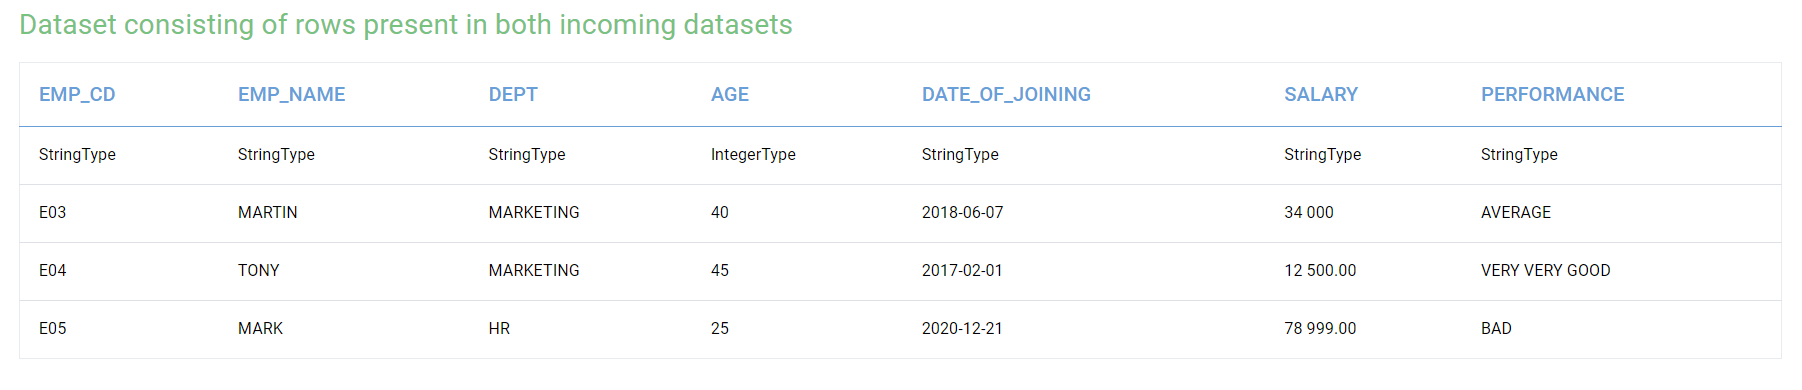 Dataset consisting of rows present in both incoming datasets
EMP_CD EMP_NAME DEPT AGE DATE_OF_JOINING SALARY PERFORMANCE
StringType StringType StringType IntegerType StringType StringType StringType
E03 MARTIN MARKETING 40 2018-06-07 34 000 AVERAGE
E04 TONY MARKETING 45 2017-02-01 12 500.00 VERY VERY GOOD
E05 MARK HR 25 2020-12-21 78 999.00 BAD